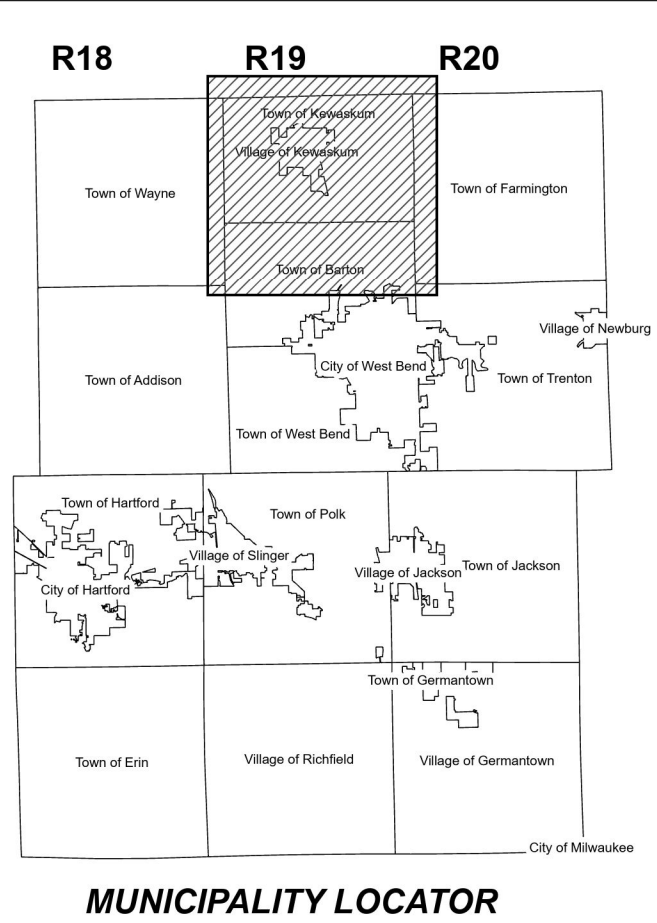 R18 R19 R20
Town of Kewaskum
Village of Kewaskum
Town of Wayne
Town of Farmington
Town of Barton
Village of Newburg
City of West Bend
Town of Addison
Town of Trenton
Town of West Bend
Town of Hartford
Town of Polk
Village of Slinger
Town of Jackson
Village of Jackson
City of Hartford
Town of Germantown
Town of Erin
Village of Richfield
Village of Germantown
City of Milwaukee
MUNICIPALITY LOCATOR